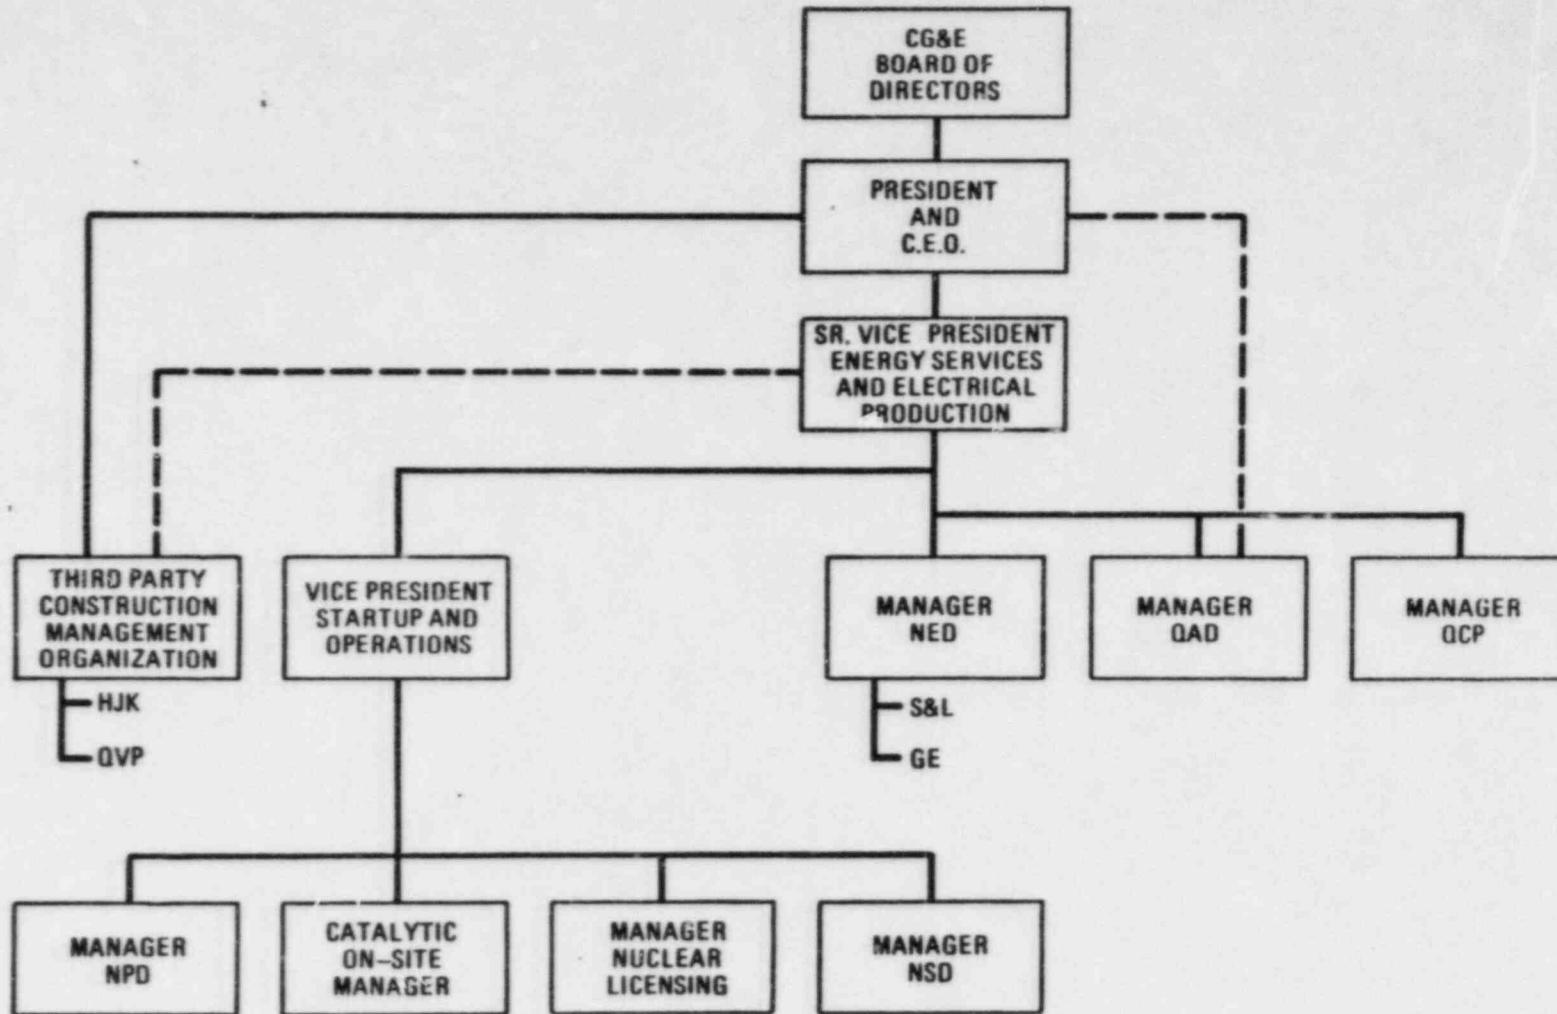 CG&E
BOARD OF
DIRECTORS
PRESIDENT
AND
C.E.O.
SR. VICE PRESIDENT
ENERGY SERVICES
AND ELECTRICAL
PRODUCTION
THIRD PARTY
CONSTRUCTION
MANAGEMENT
ORGANIZATION
HJK
QVP
VICE PRESIDENT
STARTUP AND
OPERATIONS
MANAGER
NED
S&L
GE
MANAGER
QAD
MANAGER
QCP
MANAGER
NPD
CATALYTIC
ON-SITE
MANAGER
MANAGER
NUCLEAR
LICENSING
MANAGER
NSD